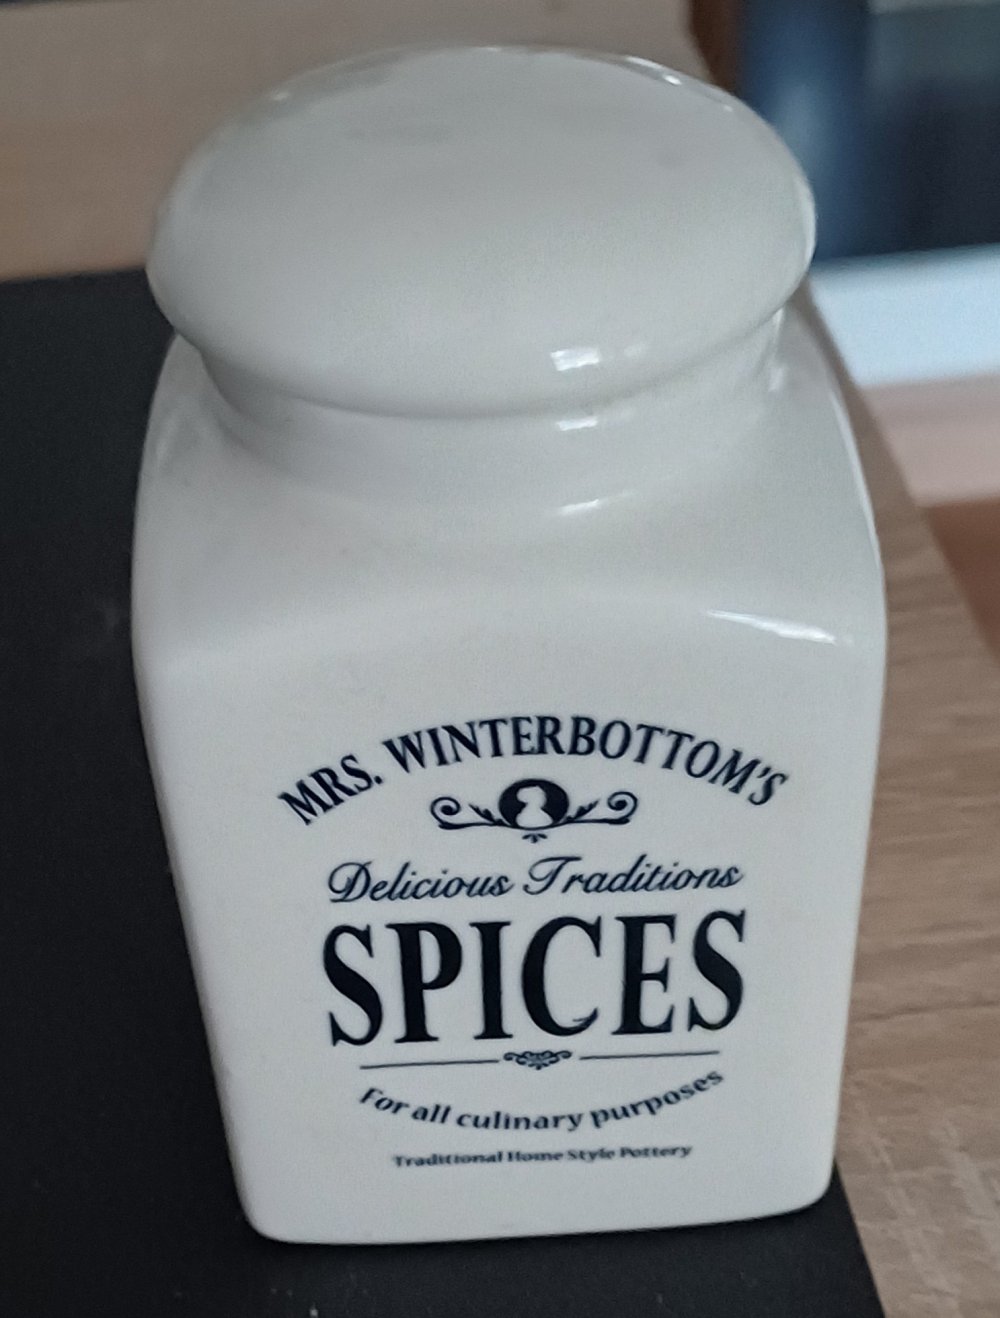 MRS. WINTERBOTTOM'S
Delicious Traditions
SPICES
For all culinary purposes
Traditional Home Style Pottery